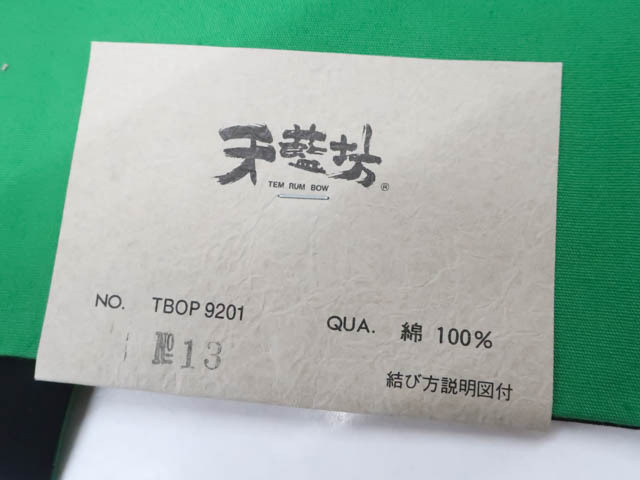 天藍坊®
TEM RUM BOW
NO. TBOP 9201
QUA. 綿 100%
№13
結び方説明図付